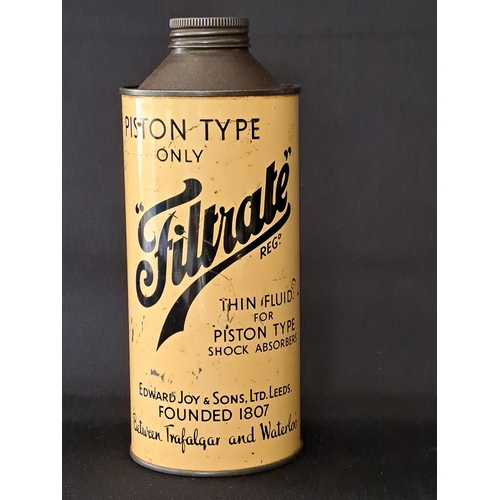 PISTON TYPE
ONLY
"Filtrate"
REGD.
THIN FLUID
FOR
PISTON TYPE
SHOCK ABSORBERS
EDWARD JOY & SONS, LTD. LEEDS.
FOUNDED 1807
Between Trafalgar and Waterloo